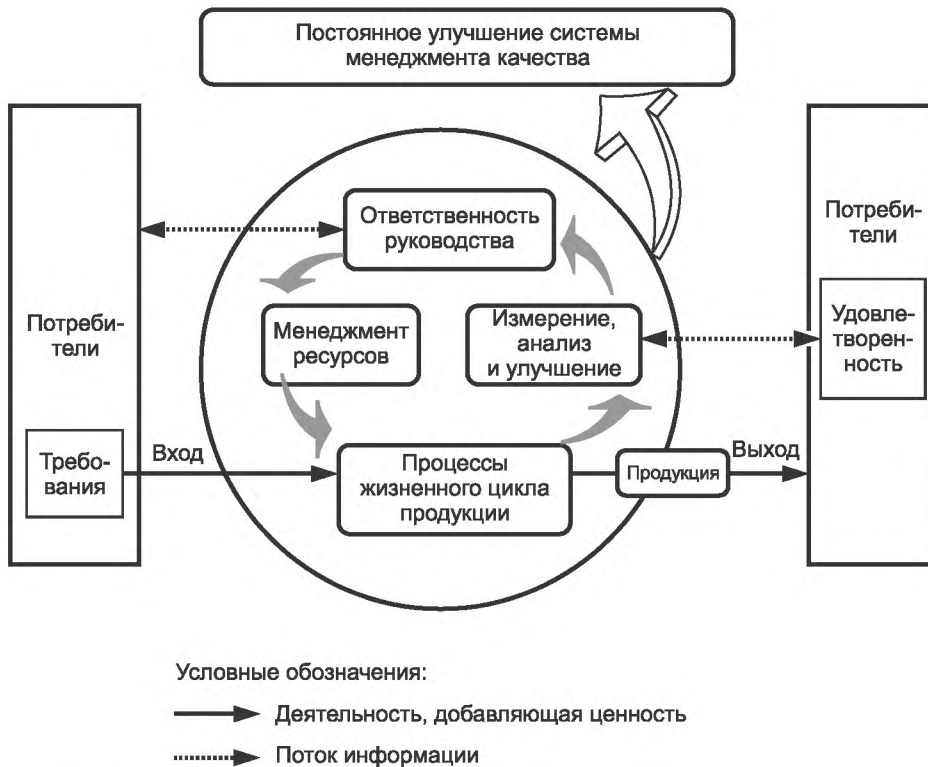 Постоянное улучшение системы
менеджмента качества
Потреби-
тели
Требо-
вания
Вход
Ответственность
руководства
Менеджмент
ресурсов
Измерение,
анализ
и улучшение
Процессы
жизненного цикла
продукции
Продукция
Выход
Потреби-
тели
Удовле-
творен-
ность
Условные обозначения:
Деятельность, добавляющая ценность
Поток информации